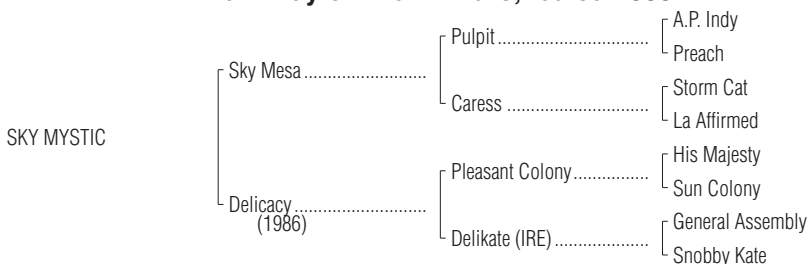 A.P. Indy
Pulpit
Preach
Sky Mesa
Storm Cat
Caress
La Affirmed
SKY MYSTIC
His Majesty
Pleasant Colony
Sun Colony
Delicacy
(1986)
General Assembly
Delikate (IRE)
Snobby Kate